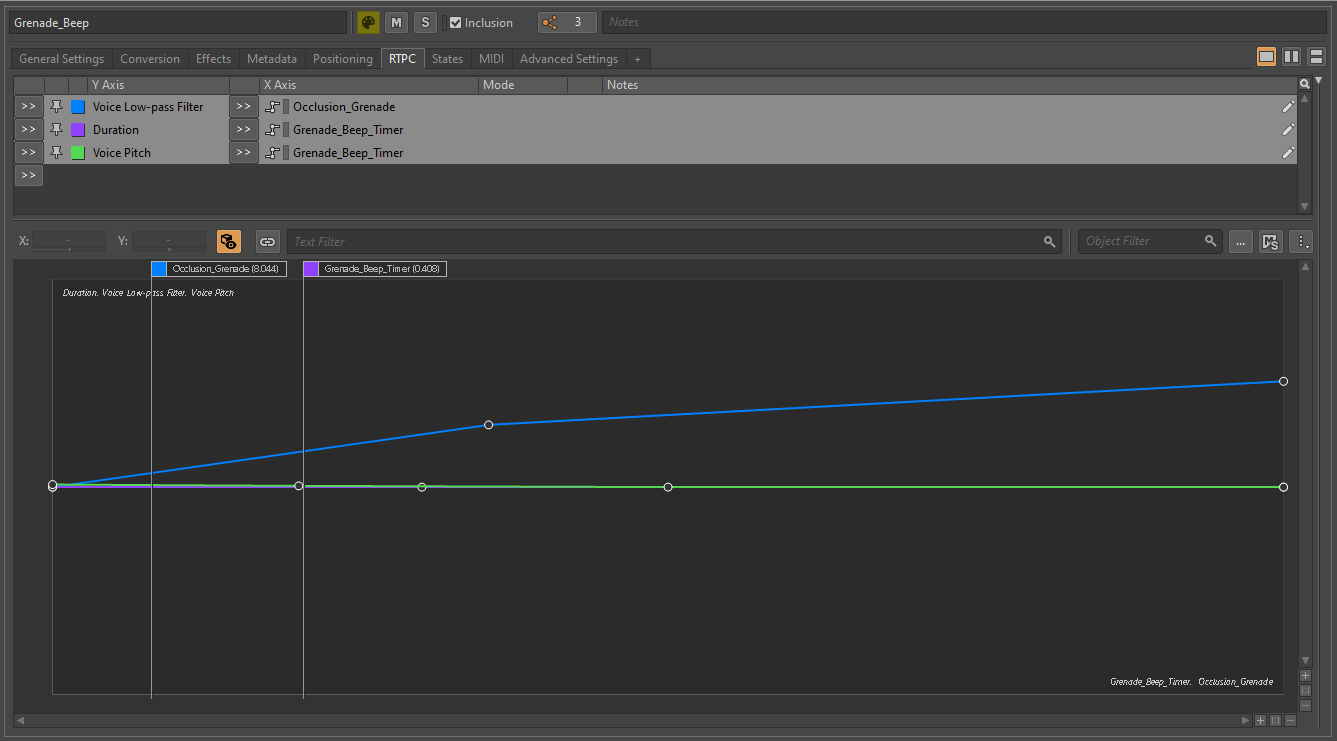 Grenade_Beep M S Inclusion 3 Notes
General Settings Conversion Effects Metadata Positioning RTPC States MIDI Advanced Settings +
Y Axis X Axis Mode Notes
>> Voice Low-pass Filter >> Occlusion_Grenade
>> Duration >> Grenade_Beep_Timer
>> Voice Pitch >> Grenade_Beep_Timer
>>
X: - Y: - Text Filter Object Filter ... MS
Occlusion_Grenade (8.044) Grenade_Beep_Timer (0.408)
Duration. Voice Low-pass Filter. Voice Pitch
Grenade_Beep_Timer. Occlusion_Grenade